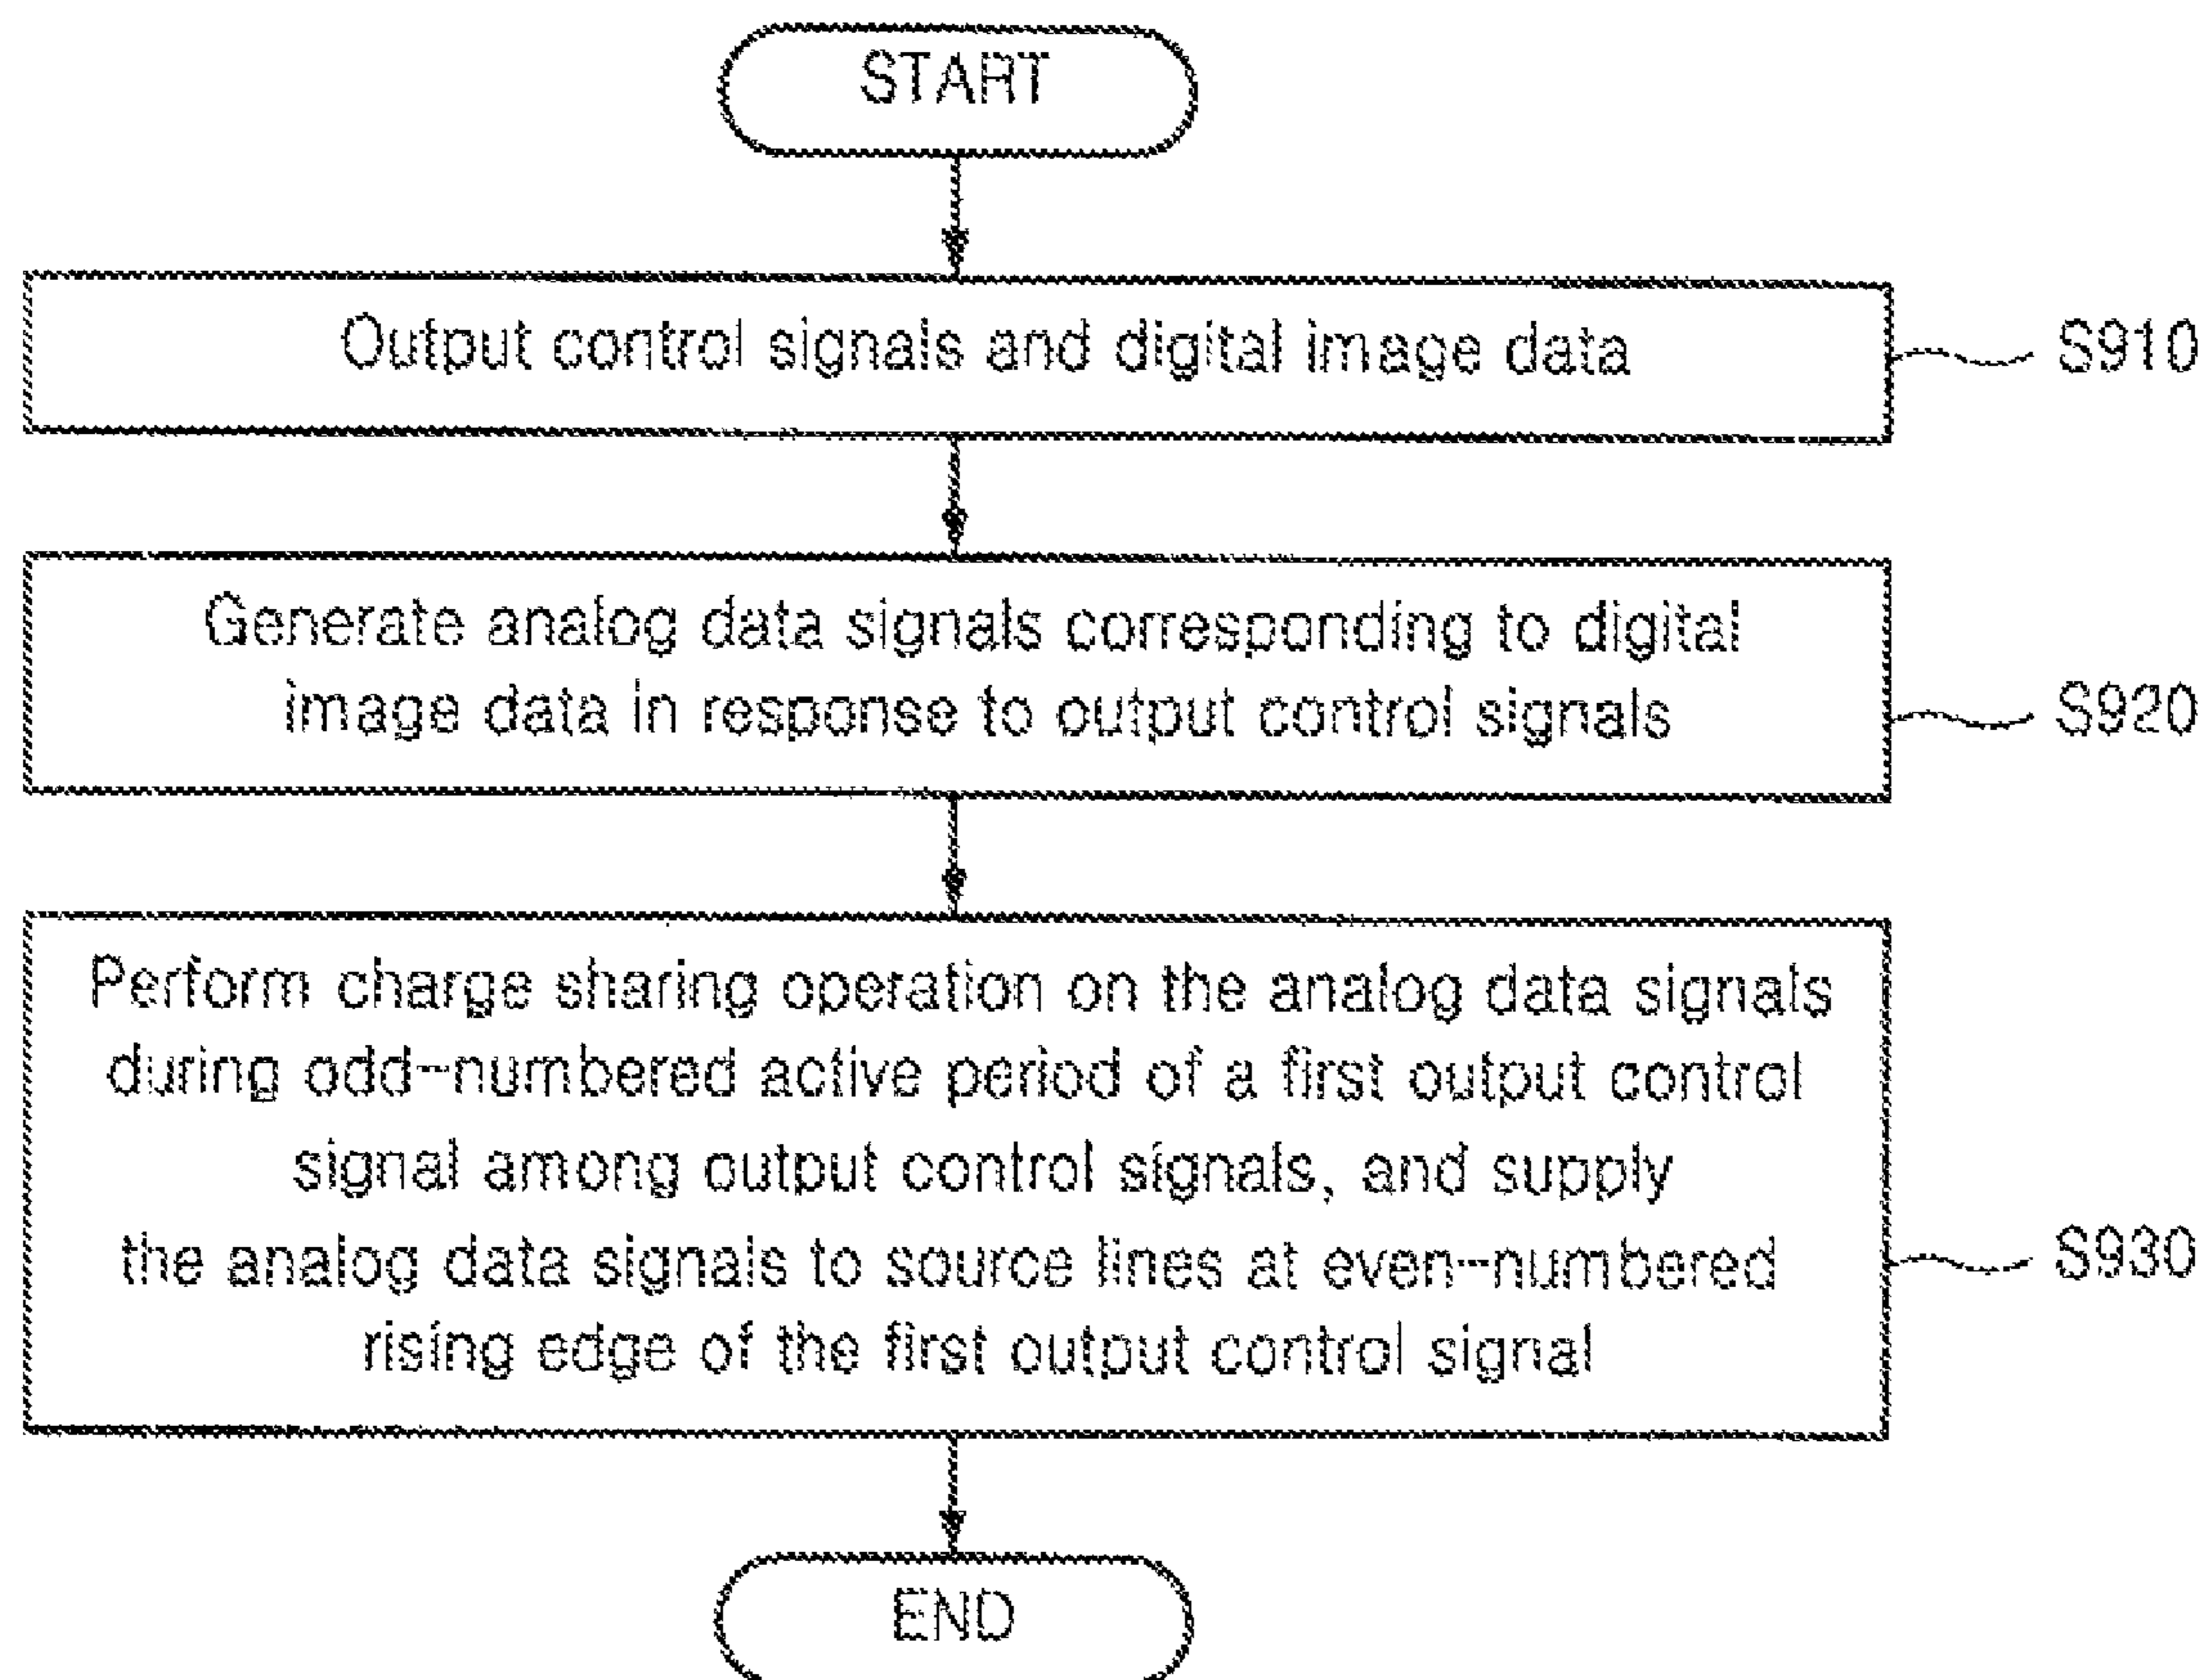 START
Output control signals and digital image data
S910
Generate analog data signals corresponding to digital
image data in response to output control signals
S920
Perform charge sharing operation on the analog data signals
during odd-numbered active period of a first output control
signal among output control signals, and supply
the analog data signals to source lines at even-numbered
rising edge of the first output control signal
S930
END